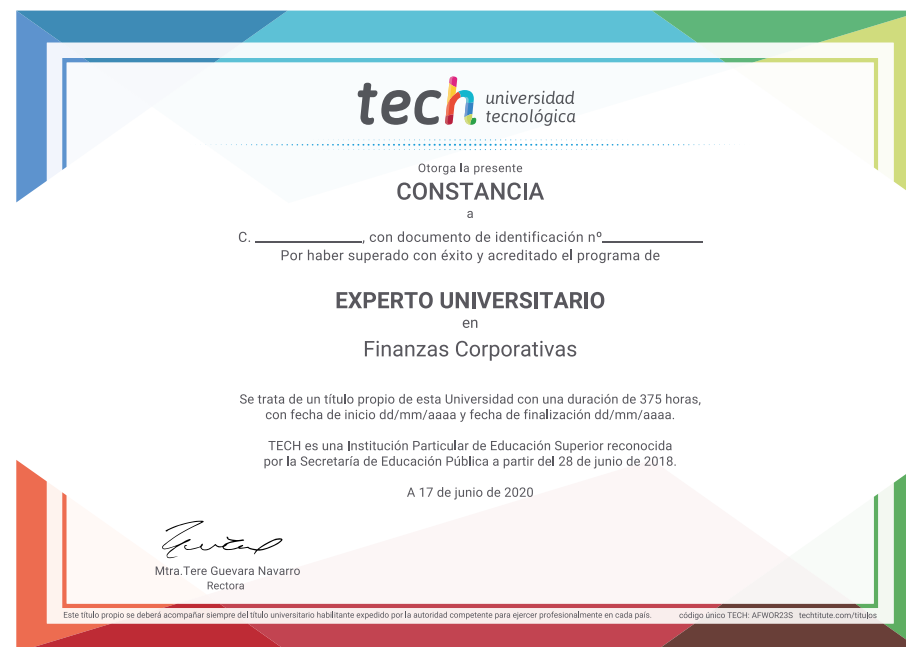 tech universidad
tecnológica
Otorga la presente
CONSTANCIA
a
C. ____________, con documento de identificación nº____________
Por haber superado con éxito y acreditado el programa de
EXPERTO UNIVERSITARIO
en
Finanzas Corporativas
Se trata de un título propio de esta Universidad con una duración de 375 horas,
con fecha de inicio dd/mm/aaaa y fecha de finalización dd/mm/aaaa.
TECH es una Institución Particular de Educación Superior reconocida
por la Secretaría de Educación Pública a partir del 28 de junio de 2018.
A 17 de junio de 2020
Mtra.Tere Guevara Navarro
Rectora
Este título propio se deberá acompañar siempre del título universitario habilitante expedido por la autoridad competente para ejercer profesionalmente en cada país. código único TECH: AFWOR23S techtitute.com/titulos